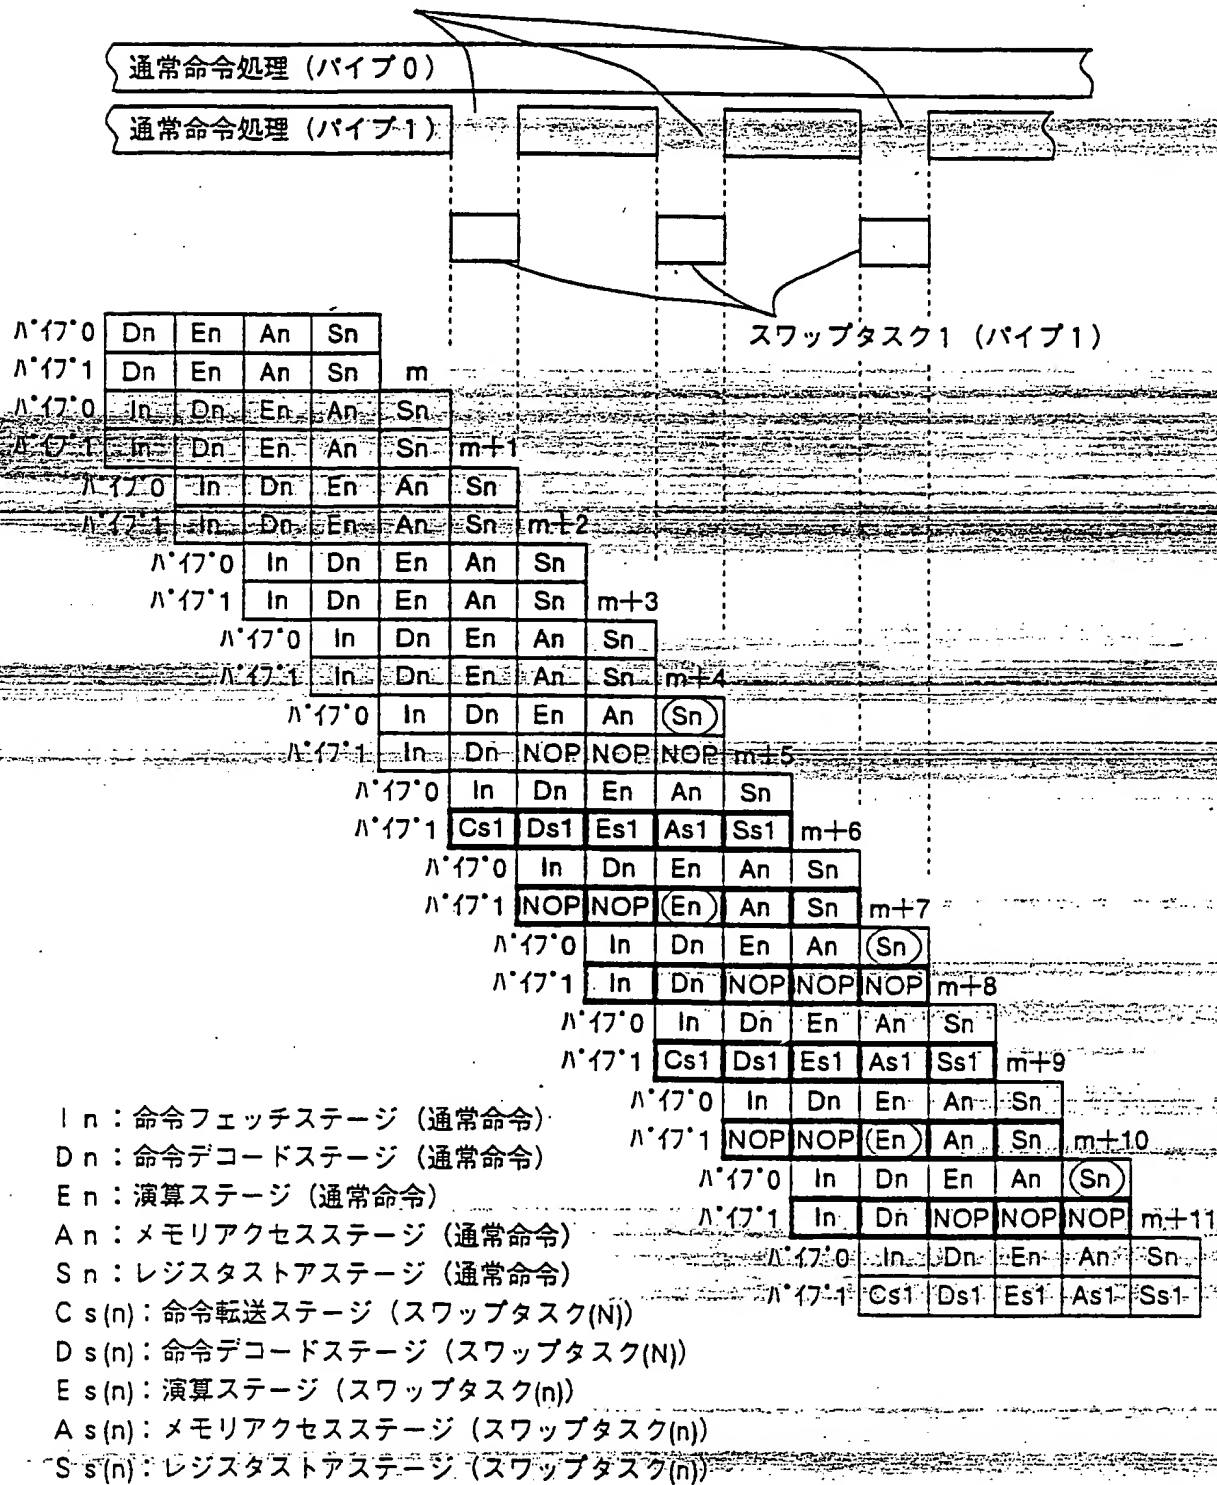 通常命令処理（パイプ０）
通常命令処理（パイプ１）
スワップタスク１（パイプ１）
ﾊﾟｲﾌﾟ0 Dn En An Sn
ﾊﾟｲﾌﾟ1 Dn En An Sn m
ﾊﾟｲﾌﾟ0 In Dn En An Sn
ﾊﾟｲﾌﾟ1 In Dn En An Sn m+1
ﾊﾟｲﾌﾟ0 In Dn En An Sn
ﾊﾟｲﾌﾟ1 In Dn En An Sn m+2
ﾊﾟｲﾌﾟ0 In Dn En An Sn
ﾊﾟｲﾌﾟ1 In Dn En An Sn m+3
ﾊﾟｲﾌﾟ0 In Dn En An Sn
ﾊﾟｲﾌﾟ1 In Dn En An Sn m+4
ﾊﾟｲﾌﾟ0 In Dn En An Sn
ﾊﾟｲﾌﾟ1 In Dn NOP NOP NOP m+5
ﾊﾟｲﾌﾟ0 In Dn En An Sn
ﾊﾟｲﾌﾟ1 Cs1 Ds1 Es1 As1 Ss1 m+6
ﾊﾟｲﾌﾟ0 In Dn En An Sn
ﾊﾟｲﾌﾟ1 NOP NOP En An Sn m+7
ﾊﾟｲﾌﾟ0 In Dn En An Sn
ﾊﾟｲﾌﾟ1 In Dn NOP NOP NOP m+8
ﾊﾟｲﾌﾟ0 In Dn En An Sn
ﾊﾟｲﾌﾟ1 Cs1 Ds1 Es1 As1 Ss1 m+9
ﾊﾟｲﾌﾟ0 In Dn En An Sn
ﾊﾟｲﾌﾟ1 NOP NOP En An Sn m+10
ﾊﾟｲﾌﾟ0 In Dn En An Sn
ﾊﾟｲﾌﾟ1 In Dn NOP NOP NOP m+11
ﾊﾟｲﾌﾟ0 In Dn En An Sn
ﾊﾟｲﾌﾟ1 Cs1 Ds1 Es1 As1 Ss1
In：命令フェッチステージ（通常命令）
Dn：命令デコードステージ（通常命令）
En：演算ステージ（通常命令）
An：メモリアクセスステージ（通常命令）
Sn：レジスタストアステージ（通常命令）
Cs(n)：命令転送ステージ（スワップタスク(N)）
Ds(n)：命令デコードステージ（スワップタスク(N)）
Es(n)：演算ステージ（スワップタスク(n)）
As(n)：メモリアクセスステージ（スワップタスク(n)）
Ss(n)：レジスタストアステージ（スワップタスク(n)）